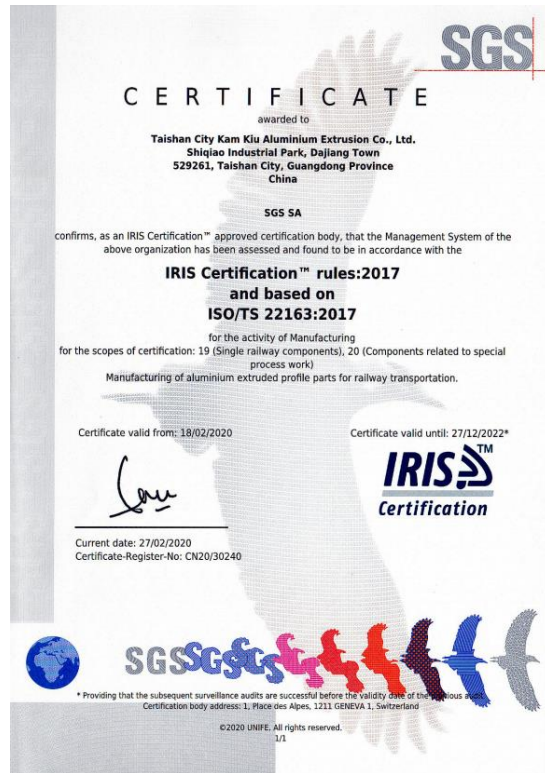 SGS
CERTIFICATE
awarded to
Taishan City Kam Kiu Aluminium Extrusion Co., Ltd.
Shiqiao Industrial Park, Dajiang Town
529261, Taishan City, Guangdong Province
China
SGS SA
confirms, as an IRIS Certification™ approved certification body, that the Management System of the
above organization has been assessed and found to be in accordance with the
IRIS Certification™ rules:2017
and based on
ISO/TS 22163:2017
for the activity of Manufacturing
for the scopes of certification: 19 (Single railway components), 20 (Components related to special
process work)
Manufacturing of aluminium extruded profile parts for railway transportation.
Certificate valid from: 18/02/2020
Certificate valid until: 27/12/2022*
IRIS™
Certification
Current date: 27/02/2020
Certificate-Register-No: CN20/30240
SGSSGSSGS
* Providing that the subsequent surveillance audits are successful before the validity date of the previous audit
Certification body address: 1, Place des Alpes, 1211 GENEVA 1, Switzerland
©2020 UNIFE. All rights reserved.
1/1